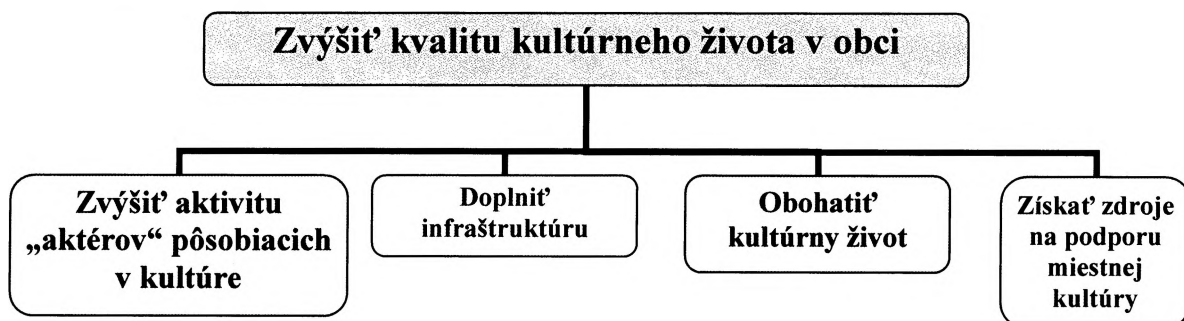 Zvýšiť kvalitu kultúrneho života v obci
Zvýšiť aktivitu
„aktérov“ pôsobiacich
v kultúre
Doplniť
infraštruktúru
Obohatiť
kultúrny život
Získať zdroje
na podporu
miestnej
kultúry